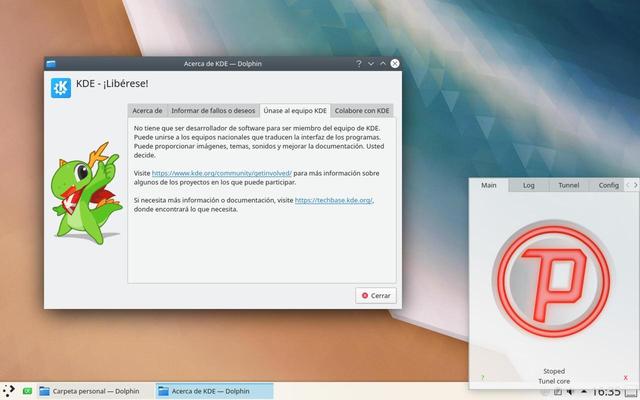 Acerca de KDE — Dolphin
KDE - ¡Libérese!
Acerca de
Informar de fallos o deseos
Únase al equipo KDE
Colabore con KDE
No tiene que ser desarrollador de software para ser miembro del equipo de KDE.
Puede unirse a los equipos nacionales que traducen la interfaz de los programas.
Puede proporcionar imágenes, temas, sonidos y mejorar la documentación. Usted
decide.
Visite https://www.kde.org/community/getinvolved/ para más información sobre
algunos de los proyectos en los que puede participar.
Si necesita más información o documentación, visite https://techbase.kde.org/,
donde encontrará lo que necesita.
Cerrar
Main
Log
Tunnel
Config
P
Stoped
Tunel core
?
X
Carpeta personal — Dolphin
Acerca de KDE — Dolphin
16:35